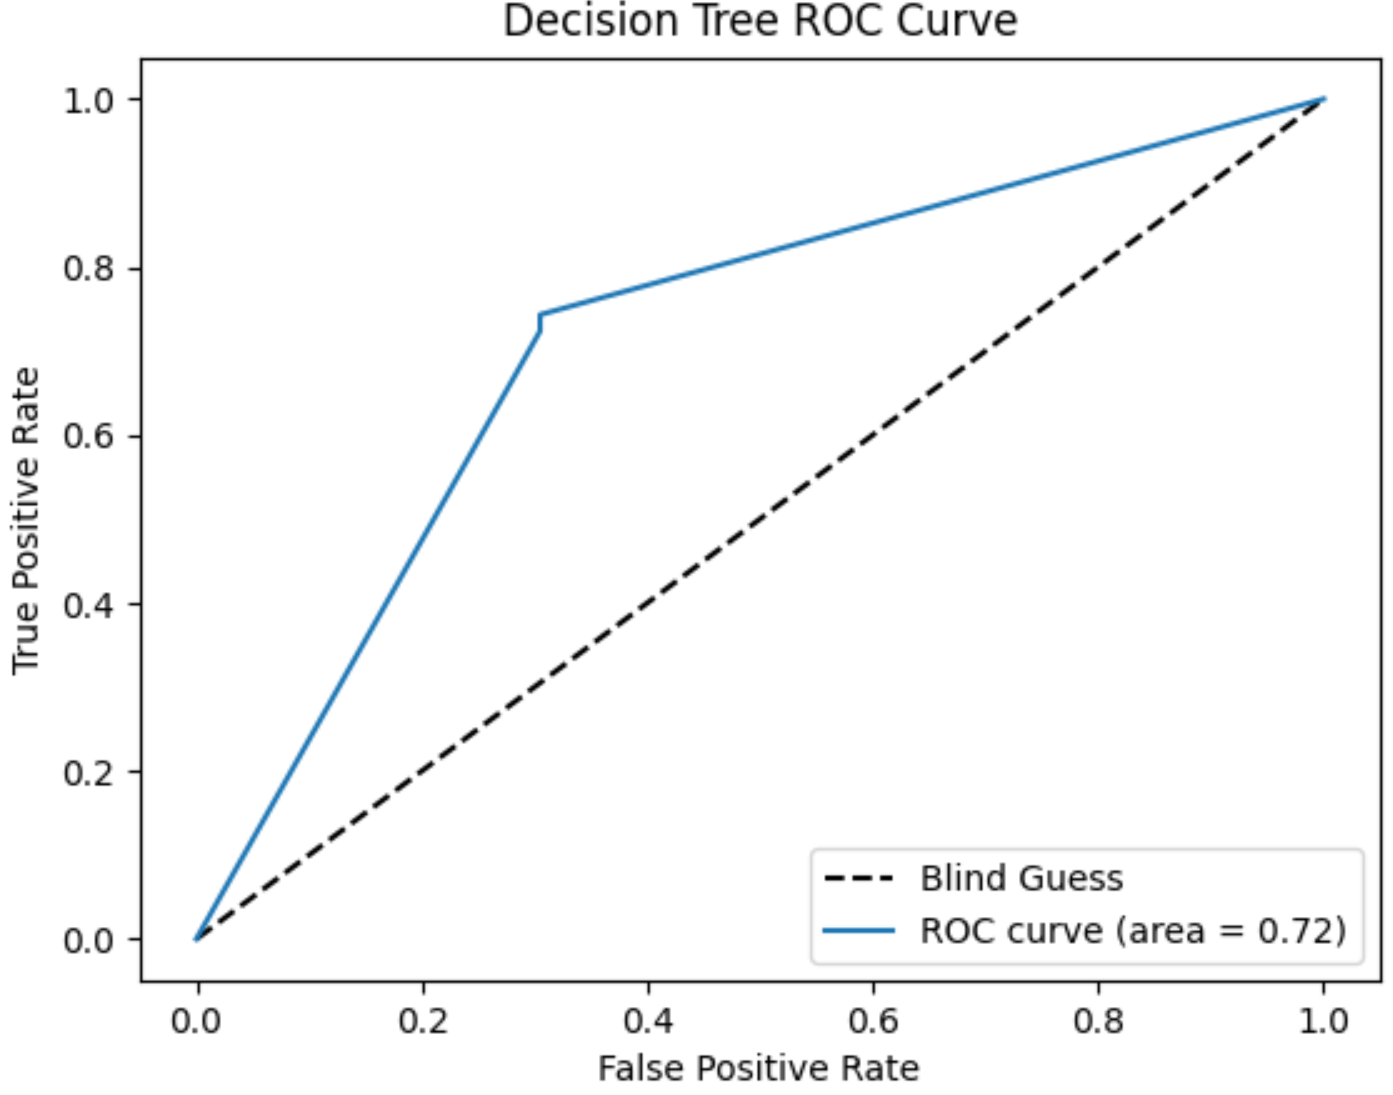 Decision Tree ROC Curve
True Positive Rate
1.0
0.8
0.6
0.4
0.2
0.0
Blind Guess
ROC curve (area = 0.72)
0.0 0.2 0.4 0.6 0.8 1.0
False Positive Rate